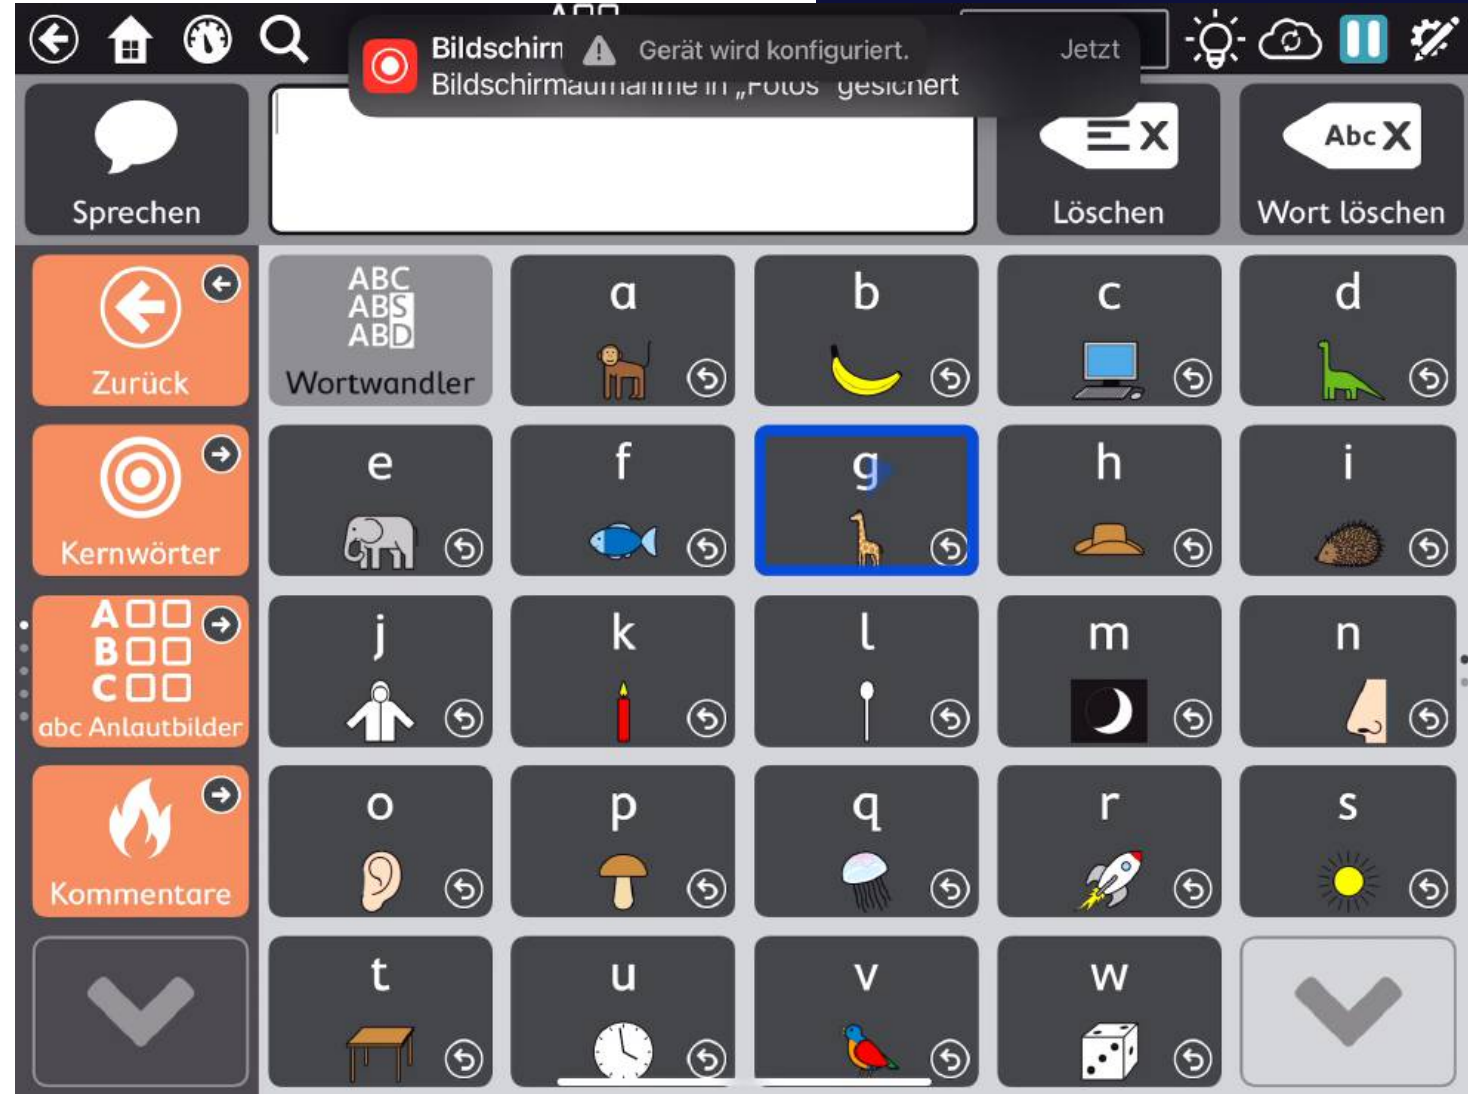 Bildschirm
Gerät wird konfiguriert.
Jetzt
Bildschirmaufnahme in „Fotos“ gesichert
Sprechen
X
Löschen
Abc X
Wort löschen
Zurück
ABC
ABS
ABD
Wortwandler
a
b
c
d
Kernwörter
e
f
g
h
i
A
B
C
abc Anlautbilder
j
k
l
m
n
Kommentare
o
p
q
r
s
t
u
v
w